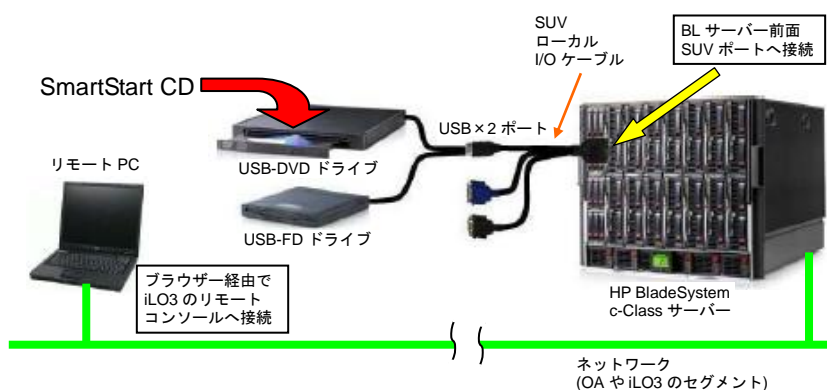 SUV
ローカル
I/O ケーブル
BL サーバー前面
SUV ポートへ接続
SmartStart CD
USB×2 ポート
USB-DVD ドライブ
リモート PC
USB-FD ドライブ
ブラウザー経由で
iLO3 のリモート
コンソールへ接続
HP BladeSystem
c-Class サーバー
ネットワーク
(OA や iLO3 のセグメント)